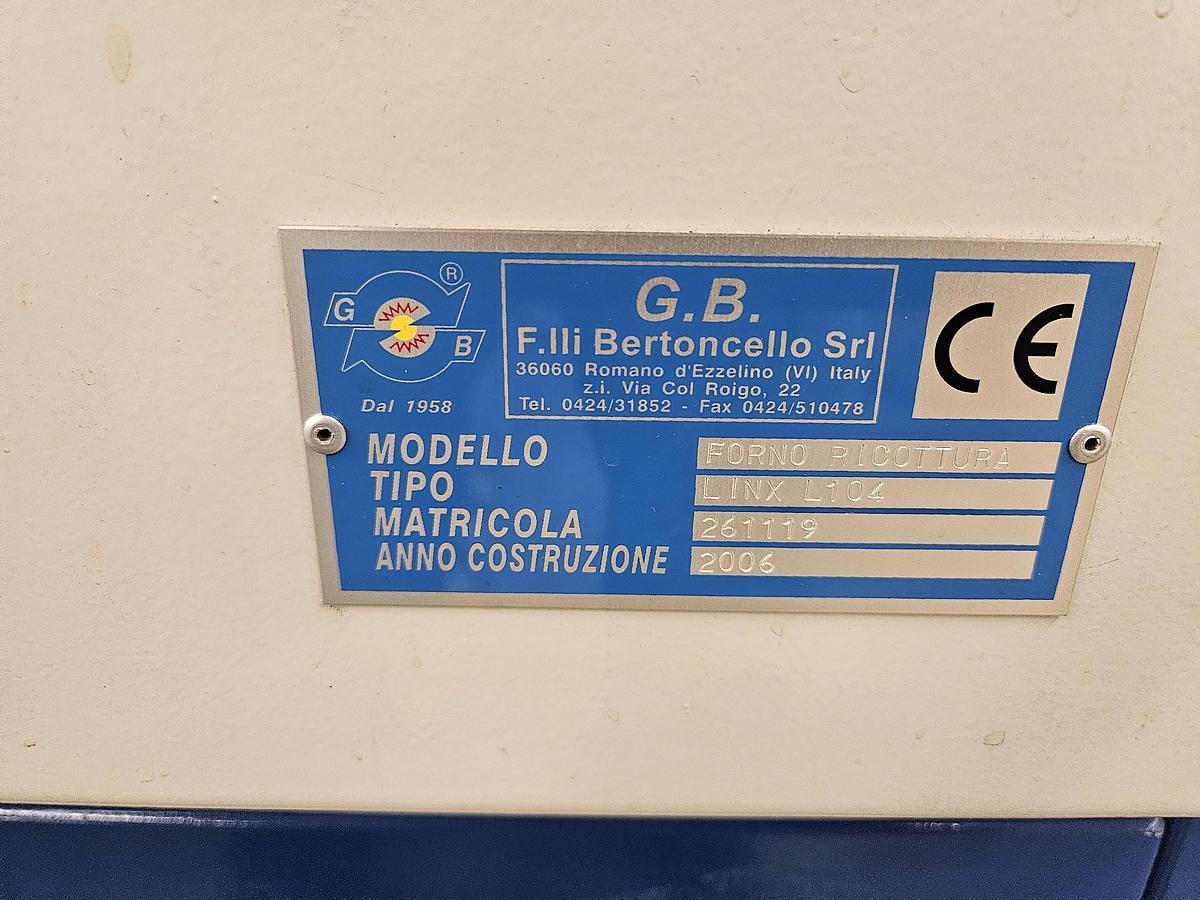 G
®
B
Dal 1958
G.B.
F.lli Bertoncello Srl
36060 Romano d'Ezzelino (VI) Italy
z.i. Via Col Roigo, 22
Tel. 0424/31852 - Fax 0424/510478
CE
MODELLO FORNO RICOTTURA
TIPO LINX L104
MATRICOLA 261119
ANNO COSTRUZIONE 2006